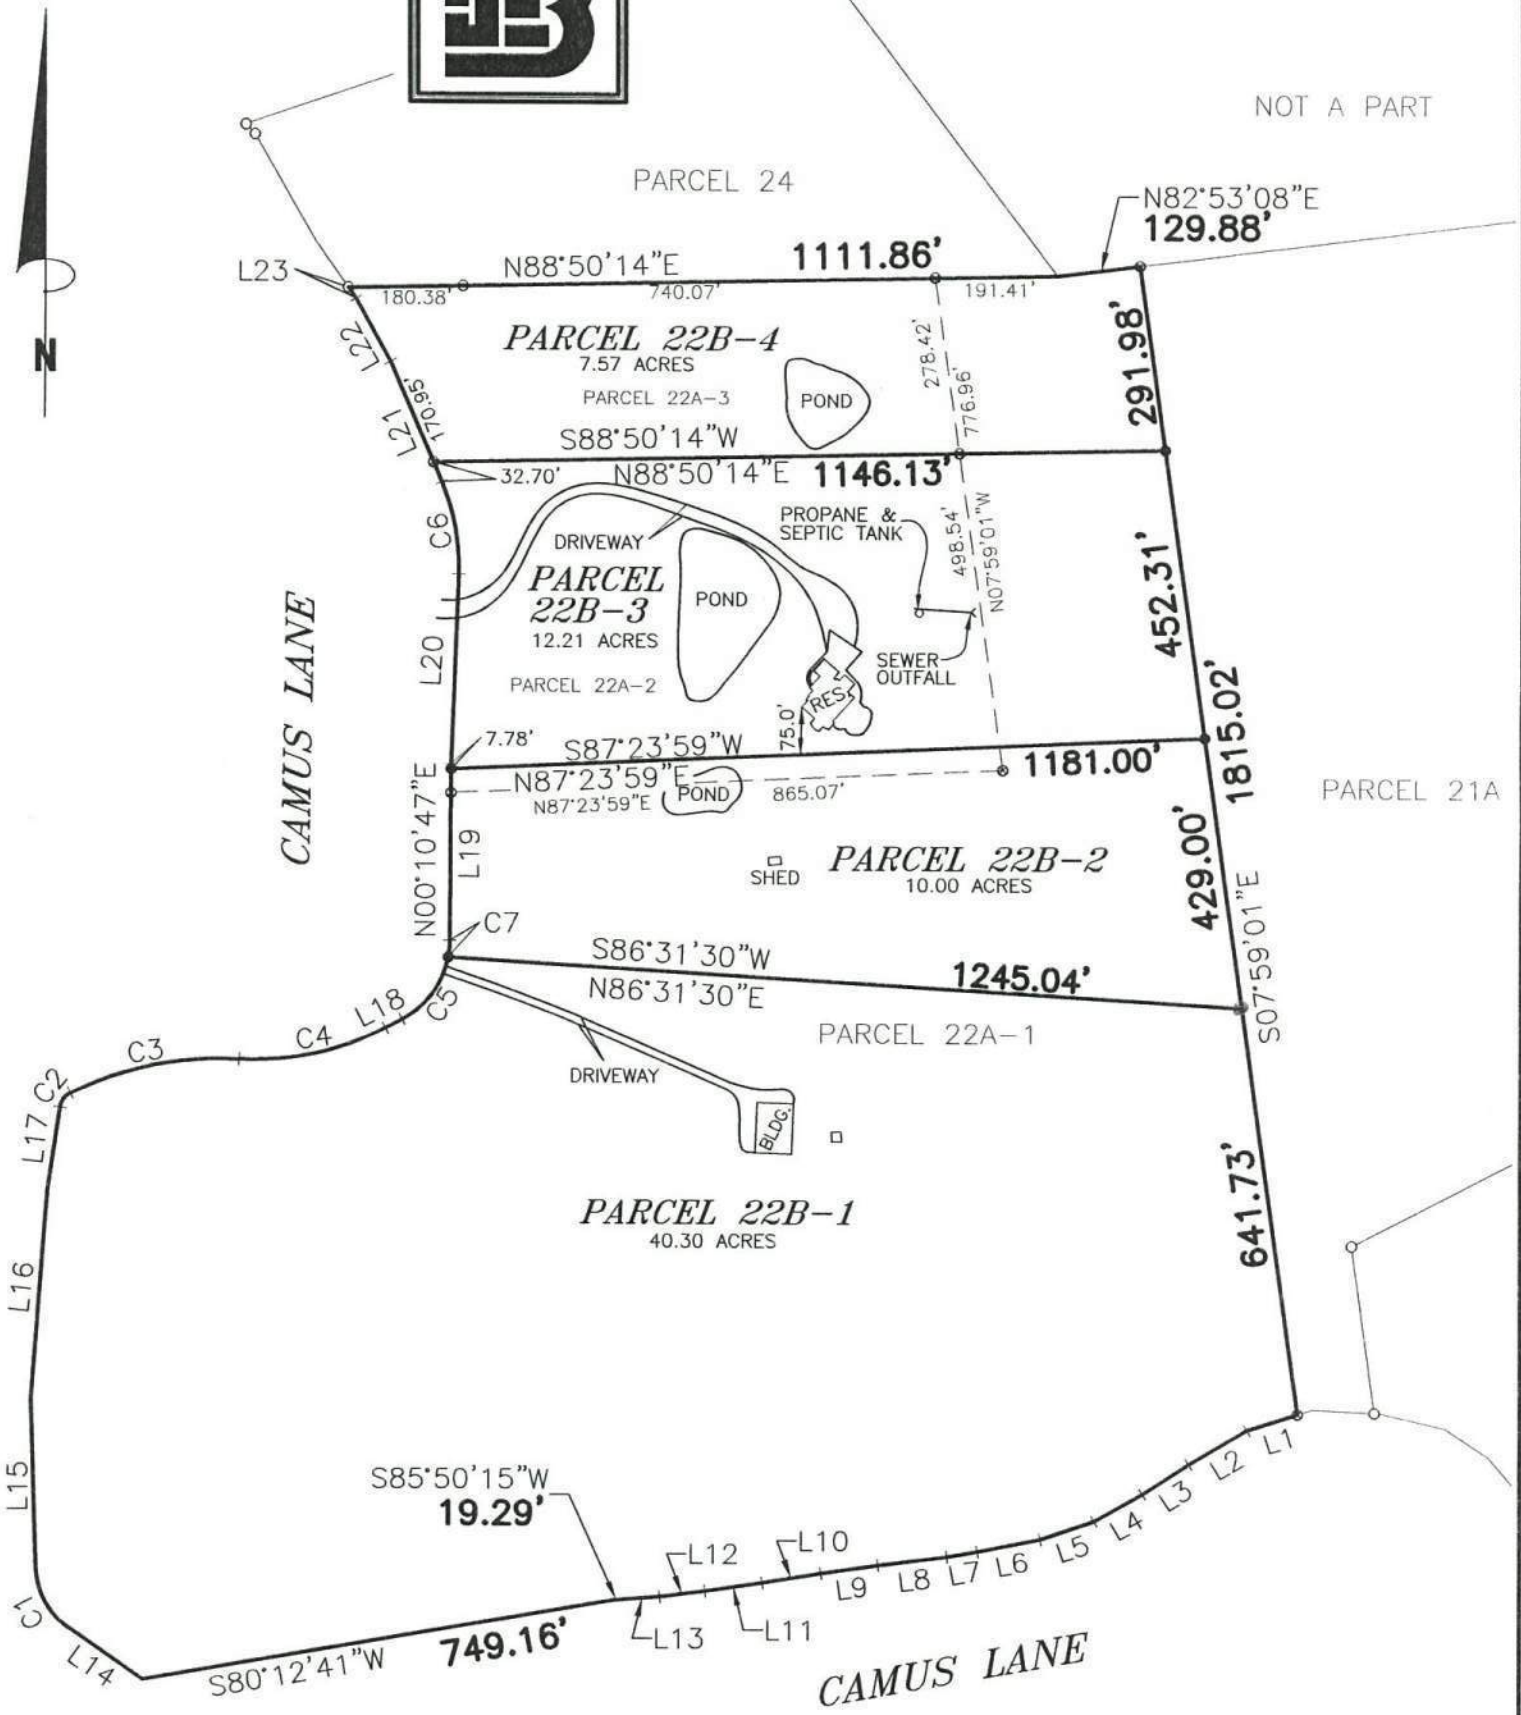 NOT A PART
PARCEL 24
N82°53'08"E
129.88'
L23
N88°50'14"E
1111.86'
180.38'
740.07'
191.41'
N
L22
PARCEL 22B-4
7.57 ACRES
PARCEL 22A-3
POND
278.42'
776.96'
291.98'
L21
170.95'
S88°50'14"W
N88°50'14"E
1146.13'
32.70'
C6
DRIVEWAY
PROPANE &
SEPTIC TANK
498.54'
N07°59'01"W
452.31'
PARCEL
22B-3
12.21 ACRES
POND
PARCEL 22A-2
L20
CAMUS LANE
SEWER
OUTFALL
RES.
75.0'
7.78'
S87°23'59"W
N87°23'59"E
1181.00'
1815.02'
N87°23'59"E
POND
865.07'
N00°10'47"E
L19
PARCEL 21A
SHED
PARCEL 22B-2
10.00 ACRES
429.00'
S07°59'01"E
C7
S86°31'30"W
N86°31'30"E
1245.04'
PARCEL 22A-1
C5
L18
C4
C3
C2
L17
DRIVEWAY
BLDG.
PARCEL 22B-1
40.30 ACRES
641.73'
L16
L15
L1
L2
L3
L4
L5
L6
L7
L8
L9
L10
L11
L12
L13
S85°50'15"W
19.29'
C1
L14
S80°12'41"W
749.16'
CAMUS LANE